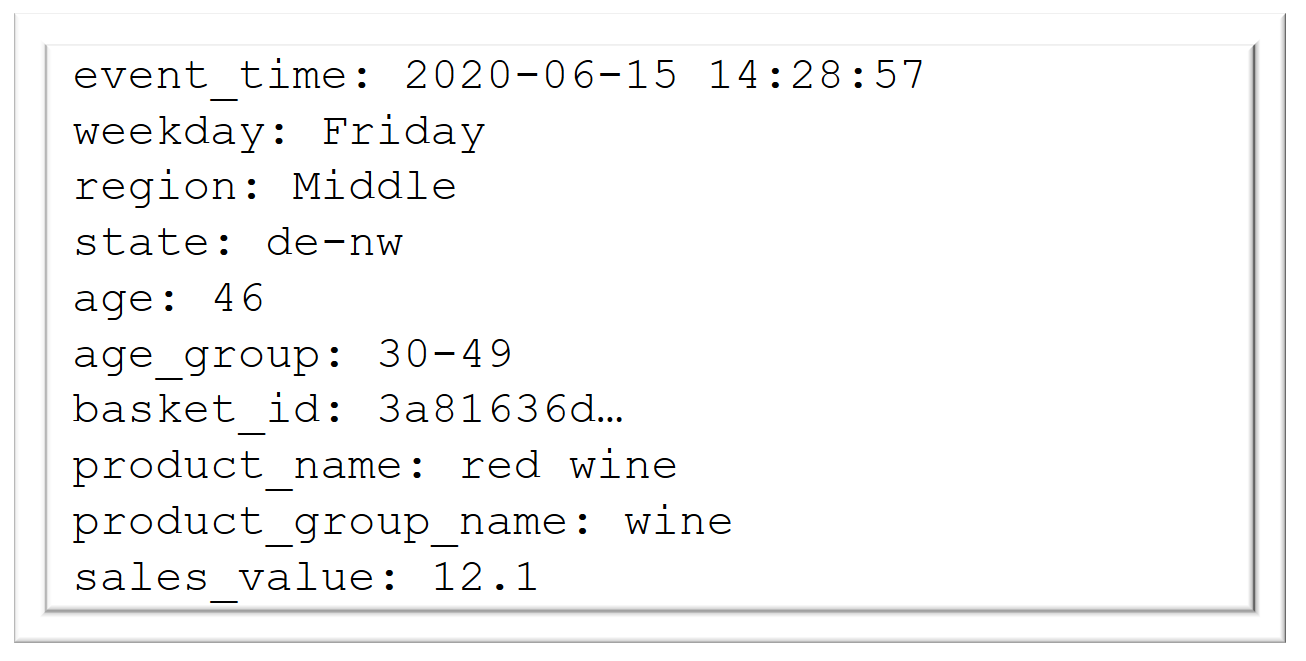 event_time: 2020-06-15 14:28:57
weekday: Friday
region: Middle
state: de-nw
age: 46
age_group: 30-49
basket_id: 3a81636d…
product_name: red wine
product_group_name: wine
sales_value: 12.1